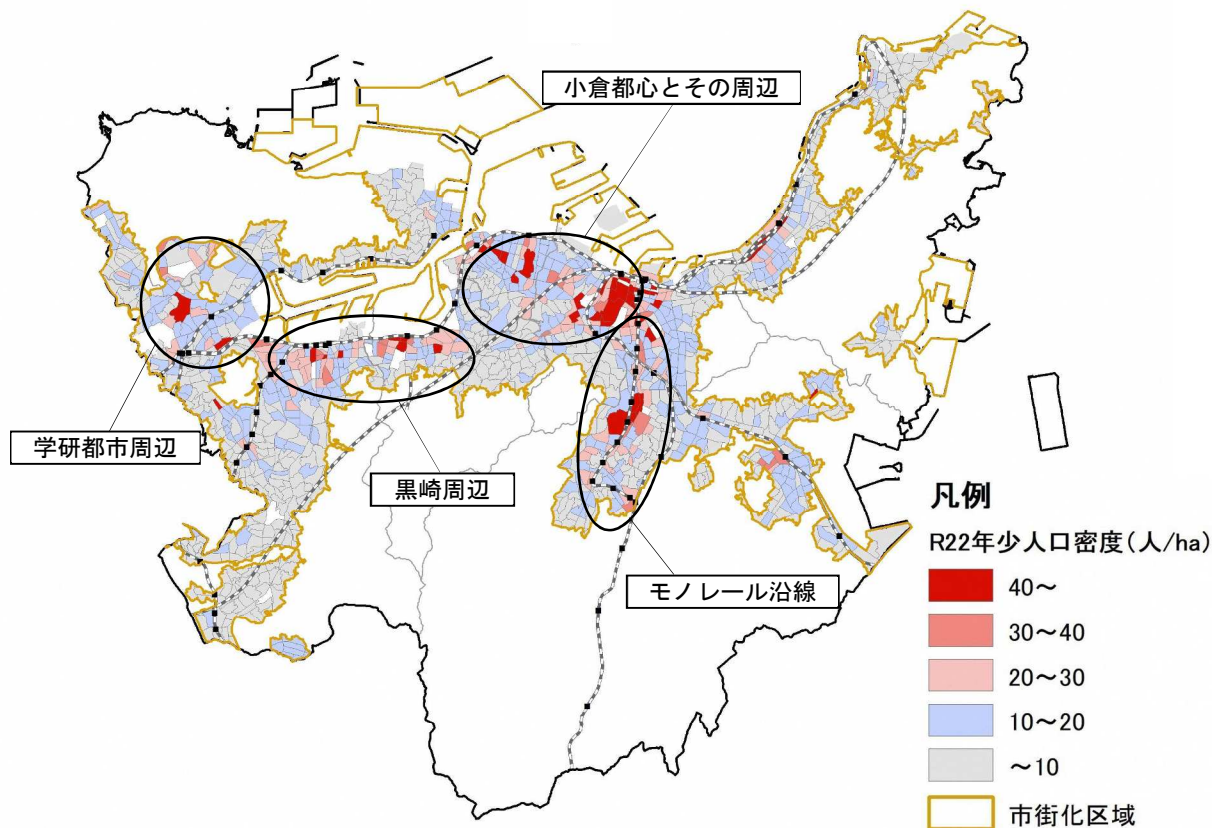 小倉都心とその周辺
学研都市周辺
黒崎周辺
モノレール沿線
凡例
R22年少人口密度(人/ha)
40～
30～40
20～30
10～20
～10
市街化区域